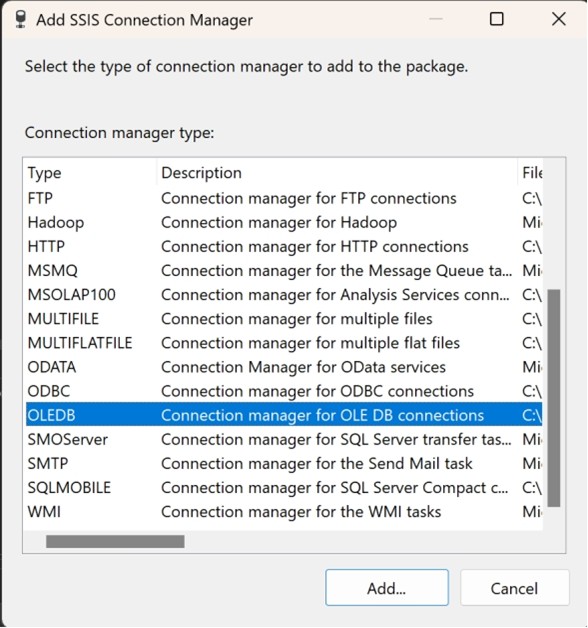 Add SSIS Connection Manager
Select the type of connection manager to add to the package.
Connection manager type:
Type Description File
FTP Connection manager for FTP connections C:\
Hadoop Connection manager for Hadoop Mi
HTTP Connection manager for HTTP connections C:\
MSMQ Connection manager for the Message Queue ta... Mi
MSOLAP100 Connection manager for Analysis Services conn... C:\
MULTIFILE Connection manager for multiple files C:\
MULTIFLATFILE Connection manager for multiple flat files C:\
ODATA Connection Manager for OData services Mi
ODBC Connection manager for ODBC connections C:\
OLEDB Connection manager for OLE DB connections C:\
SMOServer Connection manager for SQL Server transfer tas... Mi
SMTP Connection manager for the Send Mail task Mi
SQLMOBILE Connection manager for SQL Server Compact c... C:\
WMI Connection manager for the WMI tasks Mi
Add... Cancel